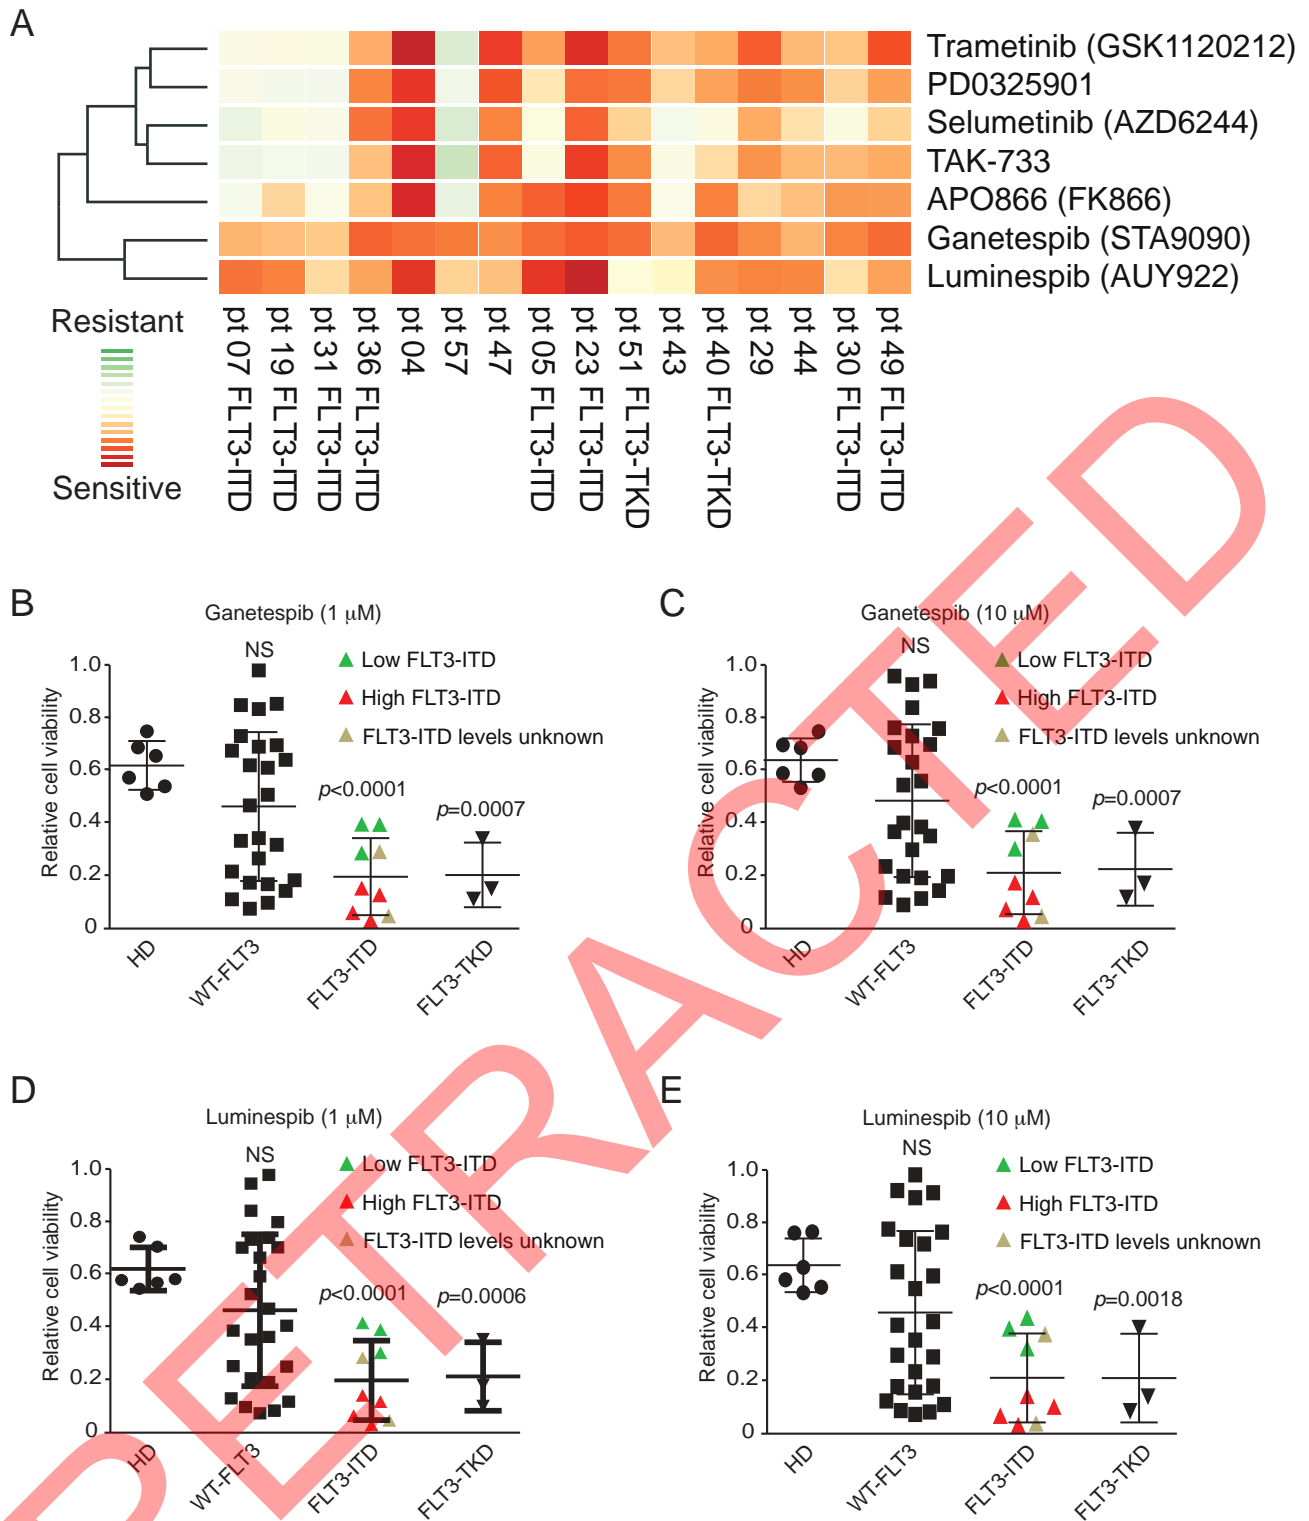 A
Trametinib (GSK1120212)
PD0325901
Selumetinib (AZD6244)
TAK-733
APO866 (FK866)
Ganetespib (STA9090)
Luminespib (AUY922)
Resistant
Sensitive
pt 07 FLT3-ITD
pt 19 FLT3-ITD
pt 31 FLT3-ITD
pt 36 FLT3-ITD
pt 04
pt 57
pt 47
pt 05 FLT3-ITD
pt 23 FLT3-ITD
pt 51 FLT3-TKD
pt 43
pt 40 FLT3-TKD
pt 29
pt 44
pt 30 FLT3-ITD
pt 49 FLT3-ITD
B
Ganetespib (1 μM)
NS
Low FLT3-ITD
High FLT3-ITD
FLT3-ITD levels unknown
p<0.0001
p=0.0007
Relative cell viability
1.0
0.8
0.6
0.4
0.2
0
HD
WT-FLT3
FLT3-ITD
FLT3-TKD
C
Ganetespib (10 μM)
NS
Low FLT3-ITD
High FLT3-ITD
FLT3-ITD levels unknown
p<0.0001
p=0.0007
Relative cell viability
1.0
0.8
0.6
0.4
0.2
0
HD
WT-FLT3
FLT3-ITD
FLT3-TKD
D
Luminespib (1 μM)
NS
Low FLT3-ITD
High FLT3-ITD
FLT3-ITD levels unknown
p<0.0001
p=0.0006
Relative cell viability
1.0
0.8
0.6
0.4
0.2
0
HD
WT-FLT3
FLT3-ITD
FLT3-TKD
E
Luminespib (10 μM)
NS
Low FLT3-ITD
High FLT3-ITD
FLT3-ITD levels unknown
p<0.0001
p=0.0018
Relative cell viability
1.0
0.8
0.6
0.4
0.2
0
HD
WT-FLT3
FLT3-ITD
FLT3-TKD
RETRACTED